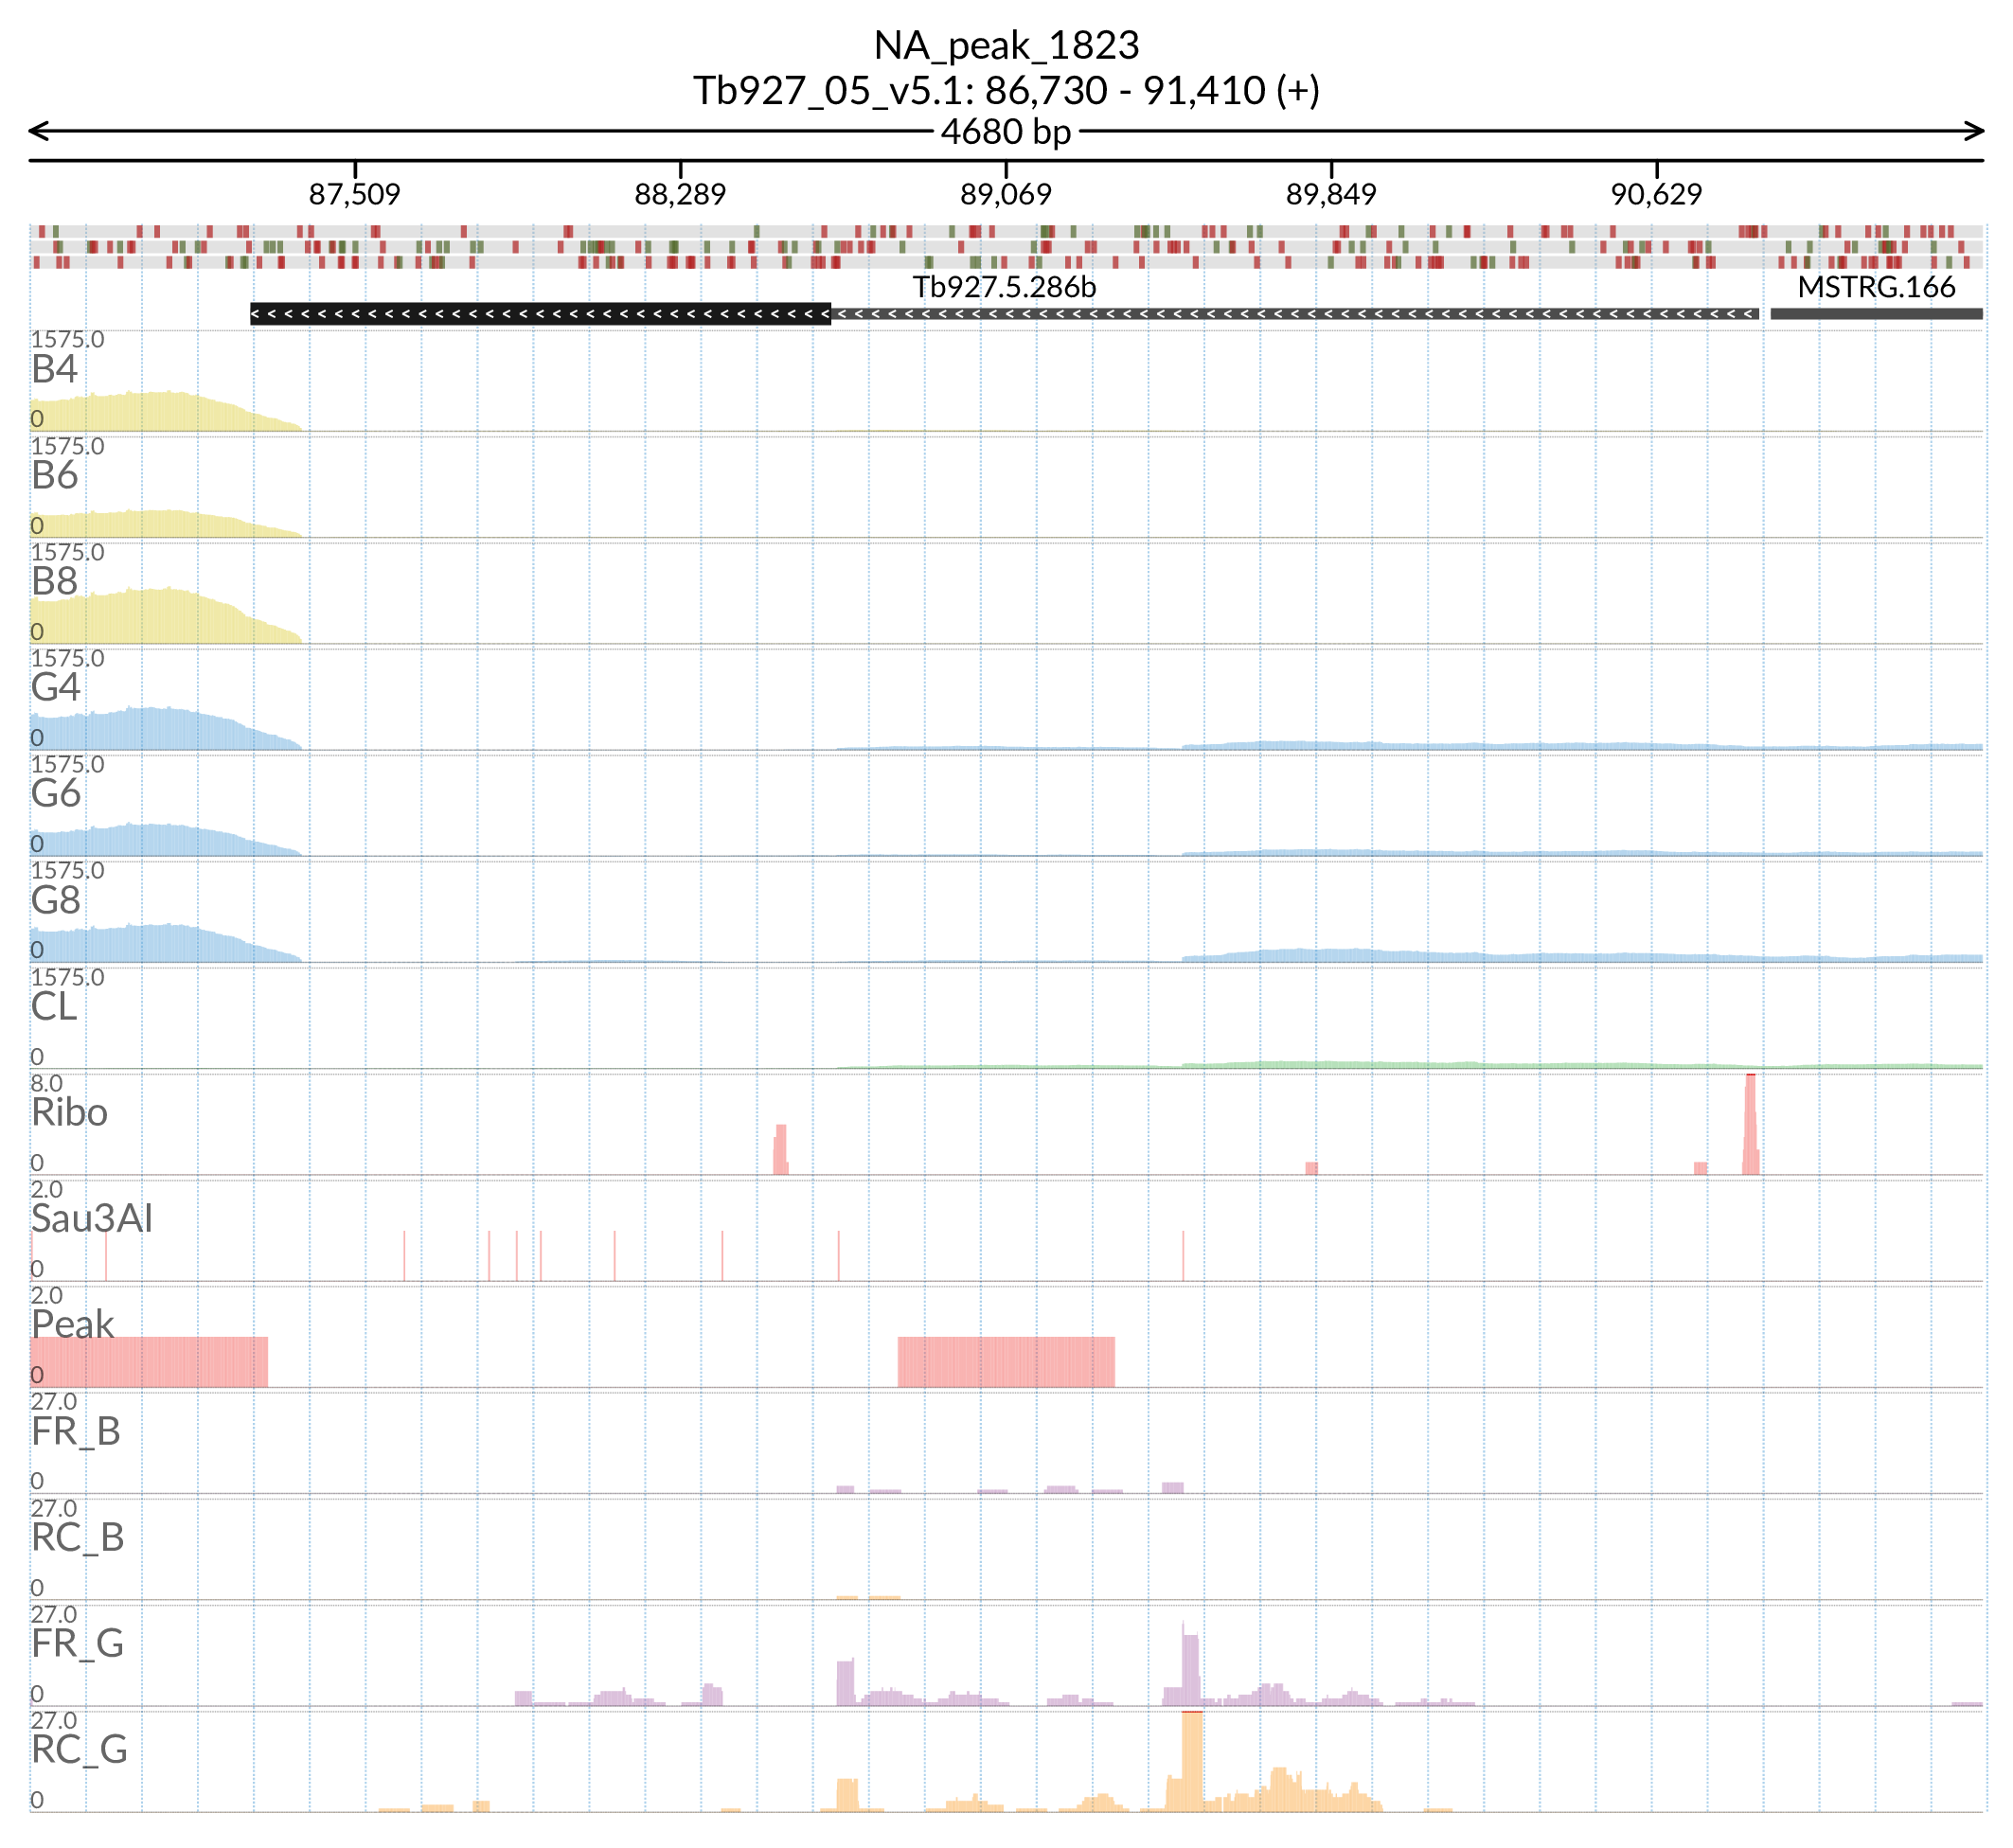 NA_peak_1823
Tb927_05_v5.1: 86,730 - 91,410 (+)
4680 bp
87,509 88,289 89,069 89,849 90,629
Tb927.5.286b MSTRG.166
1575.0
B4
0
1575.0
B6
0
1575.0
B8
0
1575.0
G4
0
1575.0
G6
0
1575.0
G8
0
1575.0
CL
0
8.0
Ribo
0
2.0
Sau3AI
0
2.0
Peak
0
27.0
FR_B
0
27.0
RC_B
0
27.0
FR_G
0
27.0
RC_G
0